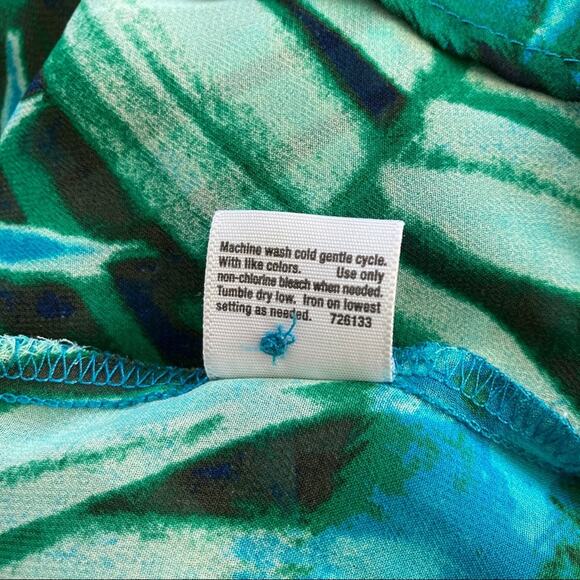 Machine wash cold gentle cycle.
With like colors. Use only
non-chlorine bleach when needed.
Tumble dry low. Iron on lowest
setting as needed. 726133